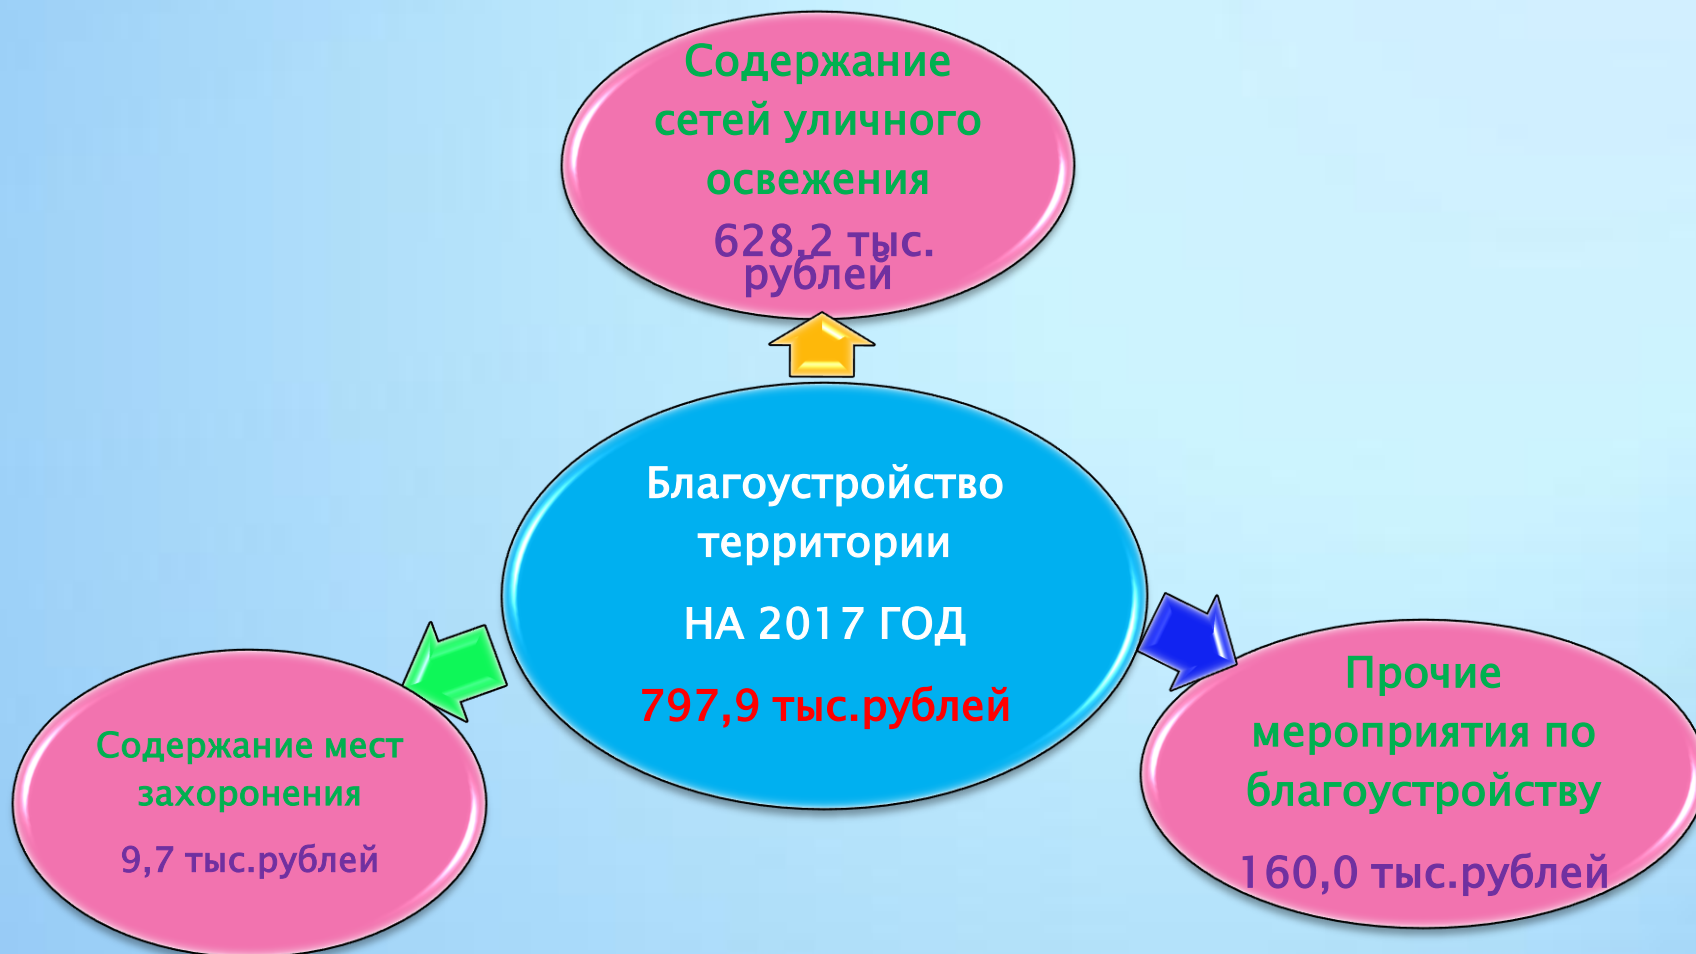 Содержание
сетей уличного
освежения
628,2 тыс.
рублей
Благоустройство
территории
НА 2017 ГОД
797,9 тыс.рублей
Содержание мест
захоронения
9,7 тыс.рублей
Прочие
мероприятия по
благоустройству
160,0 тыс.рублей